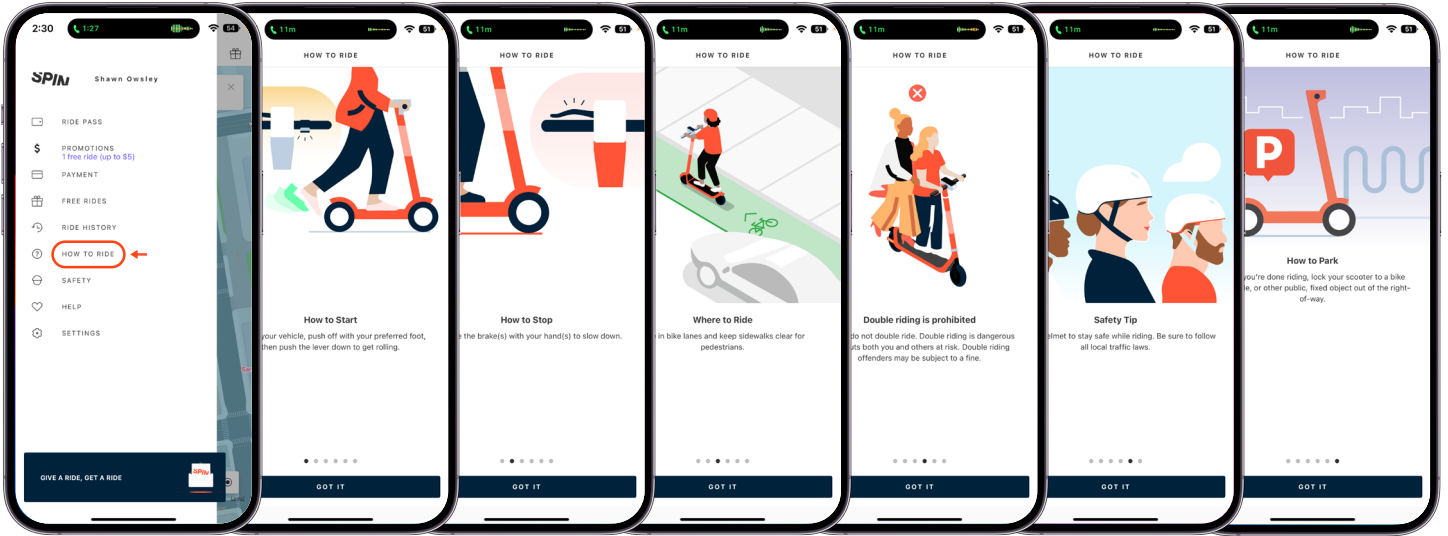 2:30
1:27
54
SPIN
Shawn Owsley
RIDE PASS
PROMOTIONS
1 free ride (up to $5)
PAYMENT
FREE RIDES
RIDE HISTORY
HOW TO RIDE
SAFETY
HELP
SETTINGS
GIVE A RIDE, GET A RIDE
SPIN
11m
51
HOW TO RIDE
How to Start
your vehicle, push off with your preferred foot,
then push the lever down to get rolling.
GOT IT
11m
51
HOW TO RIDE
How to Stop
the brake(s) with your hand(s) to slow down.
GOT IT
11m
51
HOW TO RIDE
Where to Ride
in bike lanes and keep sidewalks clear for
pedestrians.
GOT IT
11m
51
HOW TO RIDE
Double riding is prohibited
do not double ride. Double riding is dangerous
both you and others at risk. Double riding
offenders may be subject to a fine.
GOT IT
11m
51
HOW TO RIDE
Safety Tip
to stay safe while riding. Be sure to follow
all local traffic laws.
GOT IT
11m
51
HOW TO RIDE
P
How to Park
you're done riding, lock your scooter to a bike
or other public, fixed object out of the right-
of-way.
GOT IT